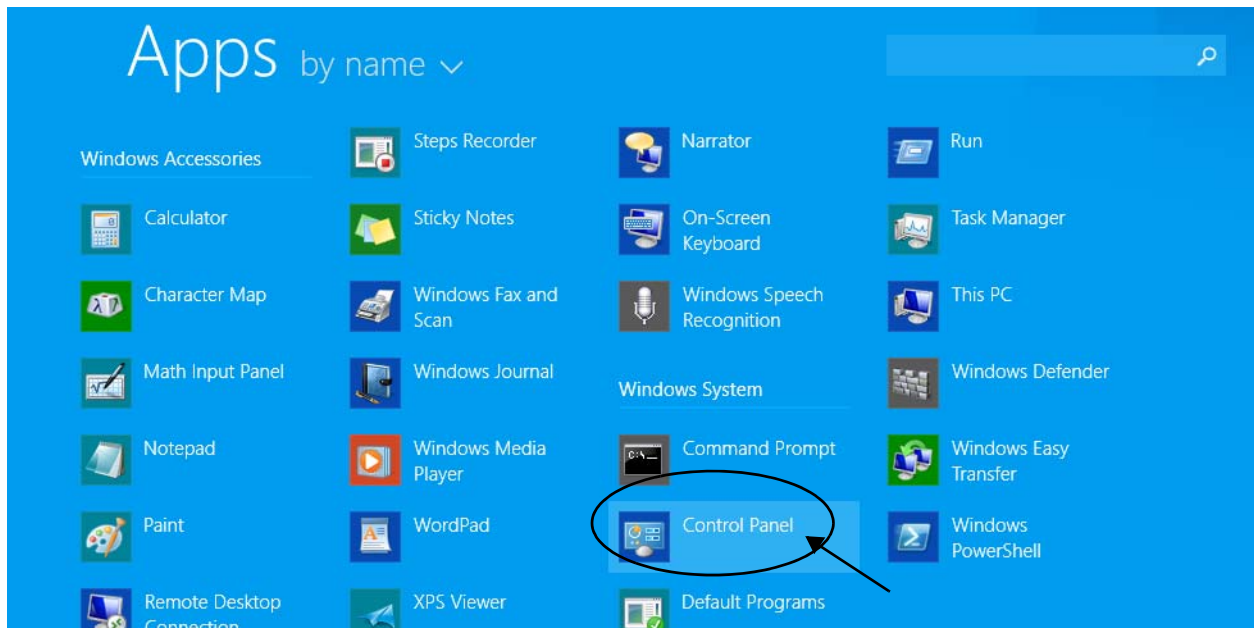 Apps by name
Windows Accessories
Calculator
Character Map
Math Input Panel
Notepad
Paint
Remote Desktop
Connection
Steps Recorder
Sticky Notes
Windows Fax and
Scan
Windows Journal
Windows Media
Player
WordPad
XPS Viewer
Narrator
On-Screen
Keyboard
Windows Speech
Recognition
Windows System
Command Prompt
Control Panel
Default Programs
Run
Task Manager
This PC
Windows Defender
Windows Easy
Transfer
Windows
PowerShell